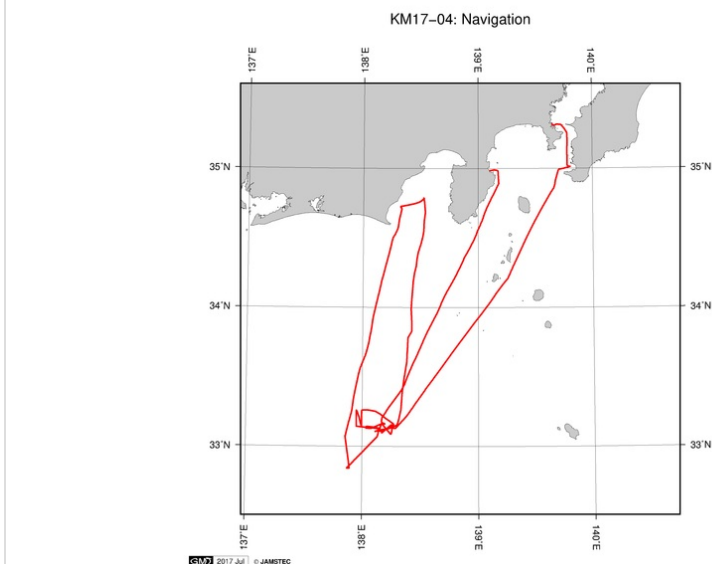 KM17−04: Navigation
137˚E 138˚E 139˚E 140˚E
35˚N 35˚N
34˚N 34˚N
33˚N 33˚N
137˚E 138˚E 139˚E 140˚E
GMD 2017 Jul © JAMSTEC